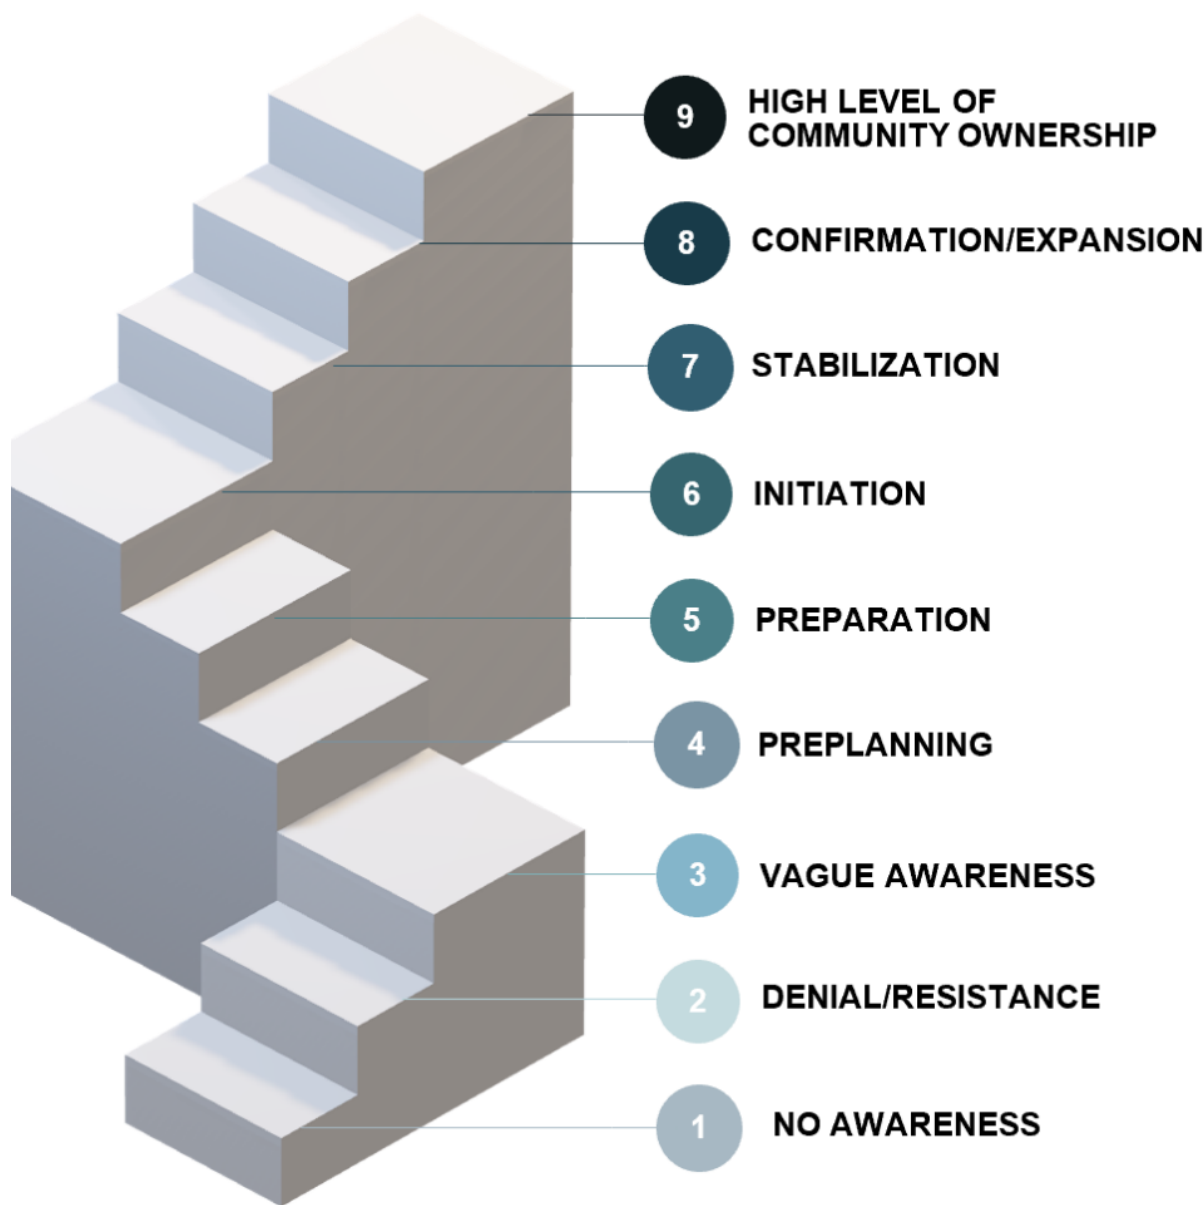 9 HIGH LEVEL OF
COMMUNITY OWNERSHIP
8 CONFIRMATION/EXPANSION
7 STABILIZATION
6 INITIATION
5 PREPARATION
4 PREPLANNING
3 VAGUE AWARENESS
2 DENIAL/RESISTANCE
1 NO AWARENESS